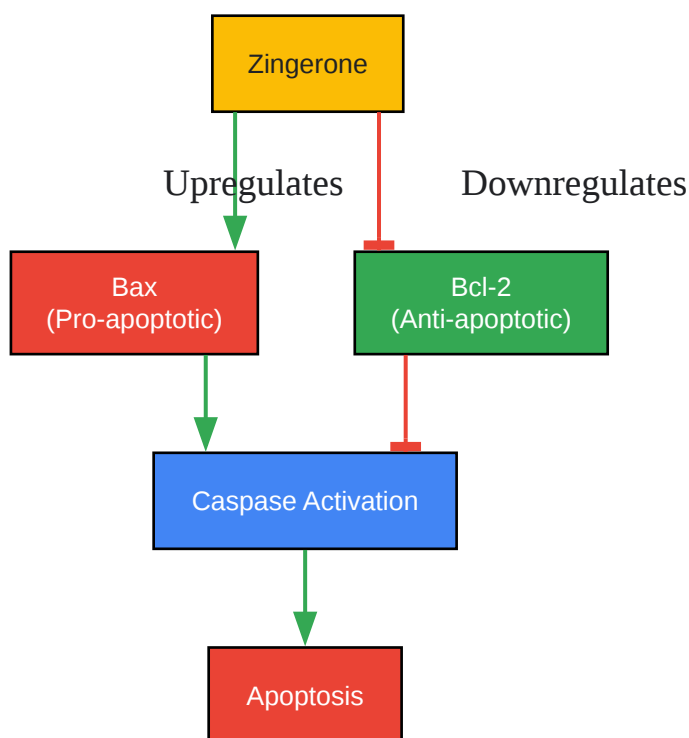 Zingerone
Upregulates
Downregulates
Bax
(Pro-apoptotic)
Bcl-2
(Anti-apoptotic)
Caspase Activation
Apoptosis